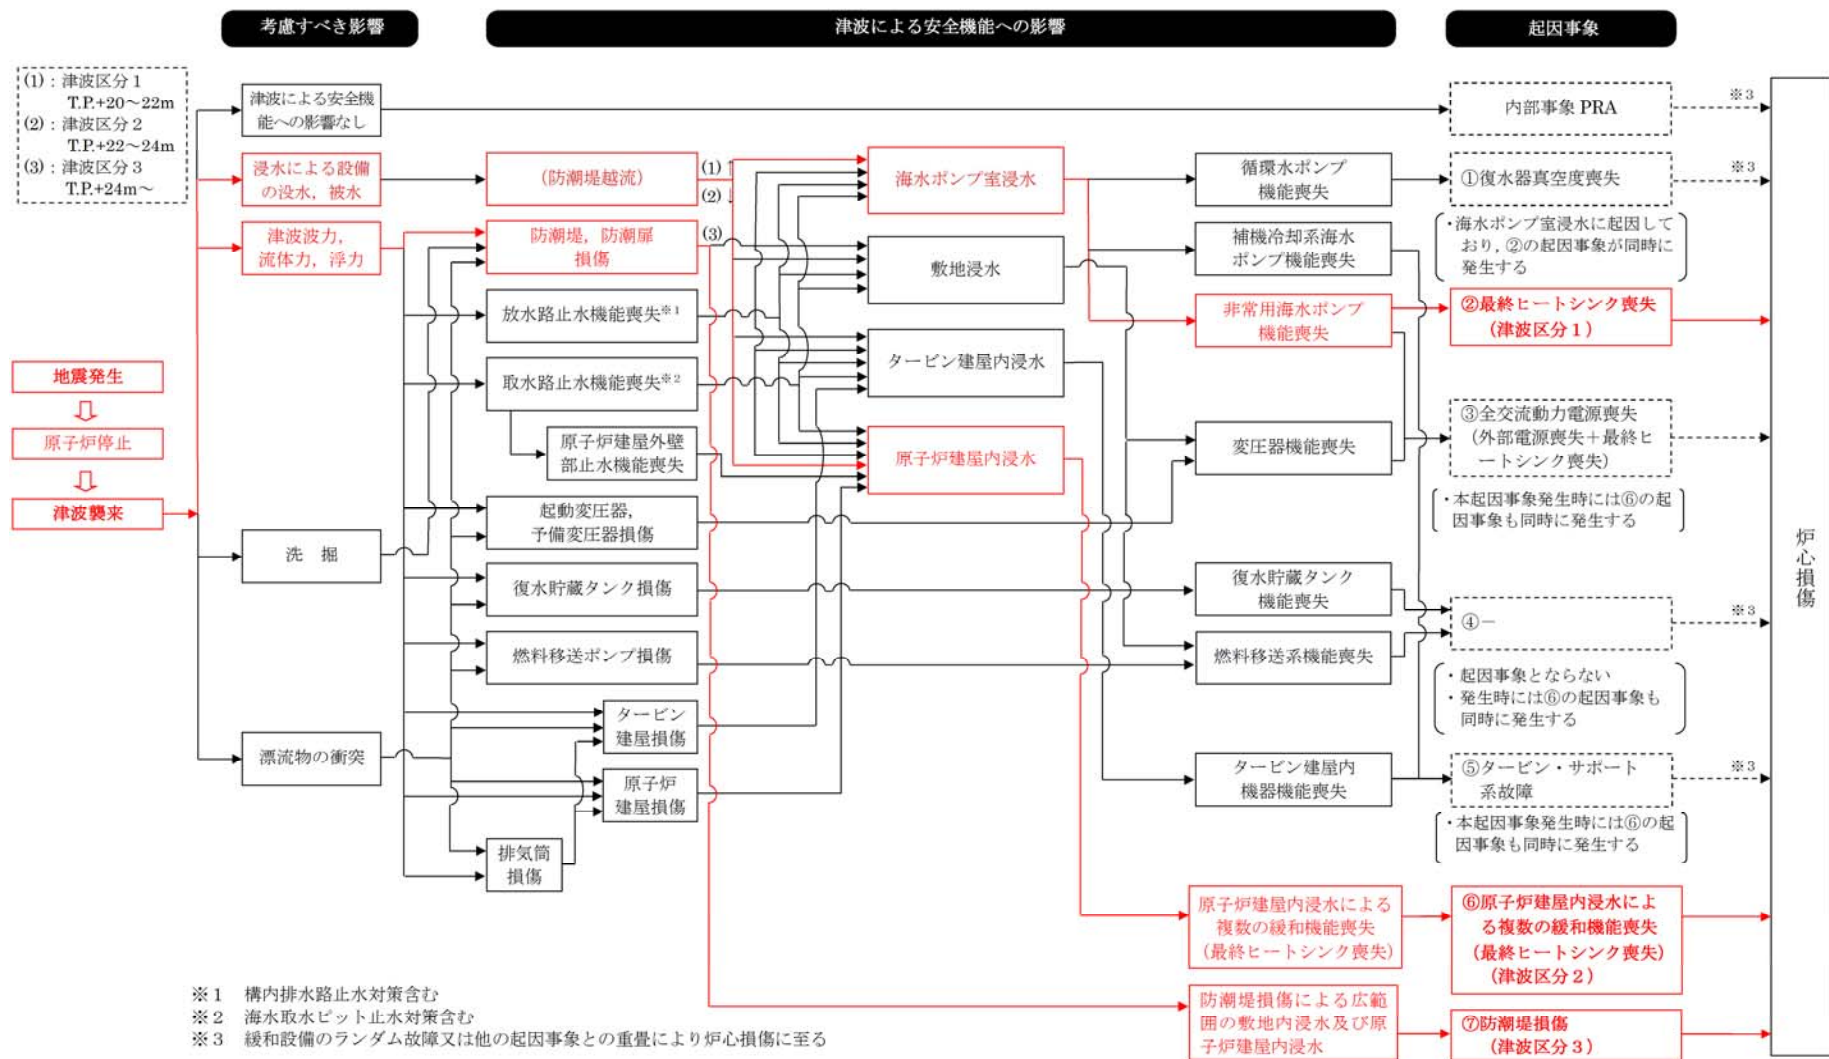 考慮すべき影響
津波による安全機能への影響
起因事象
(1)：津波区分1
T.P.+20～22m
(2)：津波区分2
T.P.+22～24m
(3)：津波区分3
T.P.+24m～
地震発生
原子炉停止
津波襲来
津波による安全機
能への影響なし
浸水による設備
の没水，被水
津波波力，
流体力，浮力
洗　掘
漂流物の衝突
（防潮堤越流）
(1)
(2)
防潮堤，防潮扉
損傷
(3)
放水路止水機能喪失※1
取水路止水機能喪失※2
原子炉建屋外壁
部止水機能喪失
起動変圧器，
予備変圧器損傷
復水貯蔵タンク損傷
燃料移送ポンプ損傷
タービン
建屋損傷
原子炉
建屋損傷
排気筒
損傷
海水ポンプ室浸水
敷地浸水
タービン建屋内浸水
原子炉建屋内浸水
循環水ポンプ
機能喪失
補機冷却系海水
ポンプ機能喪失
非常用海水ポンプ
機能喪失
変圧器機能喪失
復水貯蔵タンク
機能喪失
燃料移送系機能喪失
タービン建屋内
機器機能喪失
原子炉建屋内浸水による
複数の緩和機能喪失
（最終ヒートシンク喪失）
防潮堤損傷による広範
囲の敷地内浸水及び原
子炉建屋内浸水
内部事象 PRA
※3
①復水器真空度喪失
※3
・海水ポンプ室浸水に起因して
おり，②の起因事象が同時に
発生する
②最終ヒートシンク喪失
（津波区分1）
③全交流動力電源喪失
（外部電源喪失＋最終ヒ
ートシンク喪失）
・本起因事象発生時には⑥の起
因事象も同時に発生する
④－
※3
・起因事象とならない
・発生時には⑥の起因事象も
同時に発生する
⑤タービン・サポート
系故障
※3
・本起因事象発生時には⑥の起
因事象も同時に発生する
⑥原子炉建屋内浸水によ
る複数の緩和機能喪失
（最終ヒートシンク喪失）
（津波区分2）
⑦防潮堤損傷
（津波区分3）
炉心損傷
※1　構内排水路止水対策含む
※2　海水取水ピット止水対策含む
※3　緩和設備のランダム故障又は他の起因事象との重畳により炉心損傷に至る